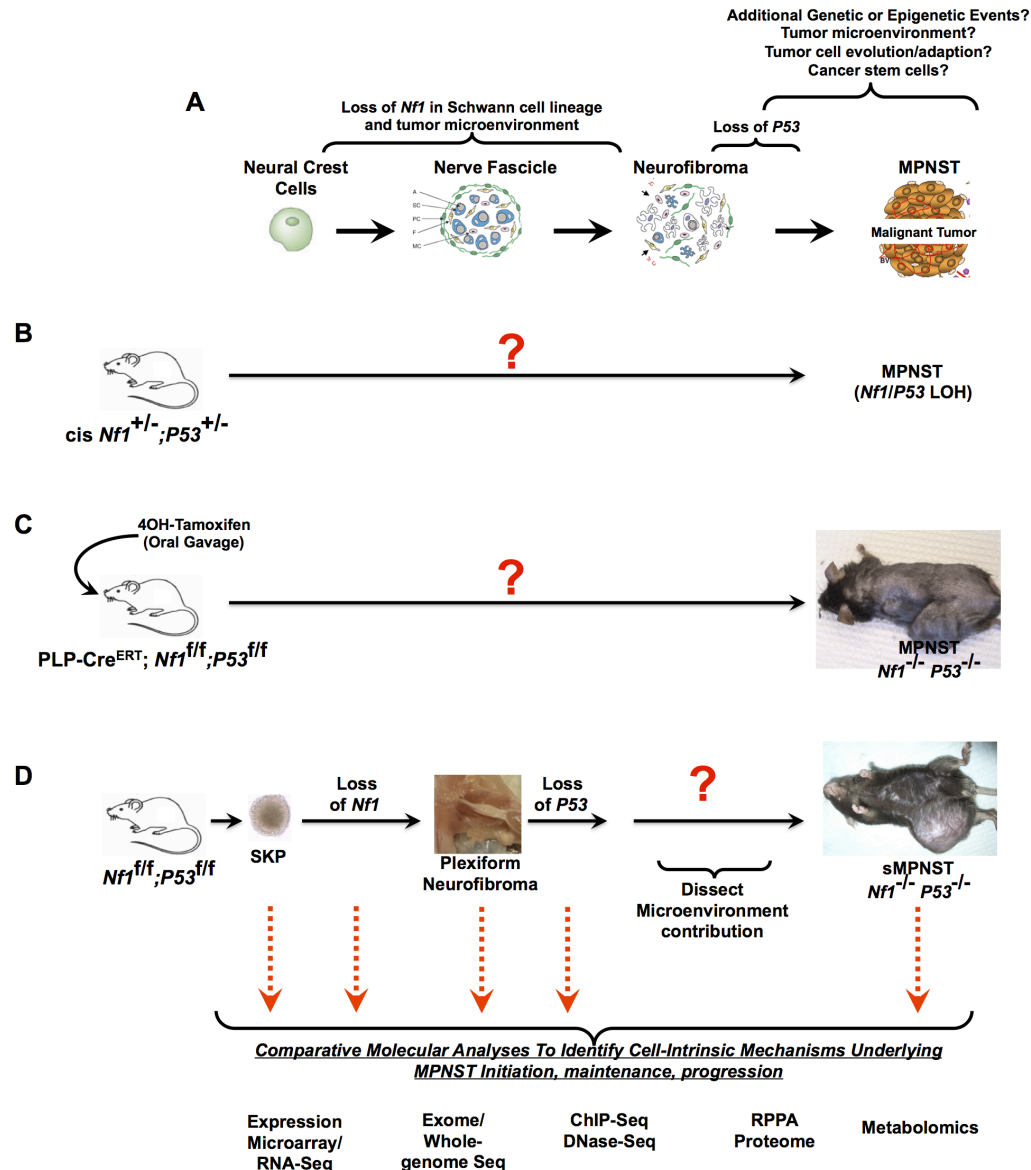 Additional Genetic or Epigenetic Events?
Tumor microenvironment?
Tumor cell evolution/adaption?
Cancer stem cells?
A
Loss of Nf1 in Schwann cell lineage
and tumor microenvironment
Loss of P53
Neural Crest
Cells
Nerve Fascicle
Neurofibroma
MPNST
A
SC
PC
F
MC
Malignant Tumor
BV
B
?
cis Nf1+/-;P53+/-
MPNST
(Nf1/P53 LOH)
C
4OH-Tamoxifen
(Oral Gavage)
?
PLP-CreERT; Nf1f/f;P53f/f
MPNST
Nf1-/- P53-/-
D
Loss
of Nf1
Loss
of P53
?
Nf1f/f;P53f/f
SKP
Plexiform
Neurofibroma
Dissect
Microenvironment
contribution
sMPNST
Nf1-/- P53-/-
Comparative Molecular Analyses To Identify Cell-Intrinsic Mechanisms Underlying
MPNST Initiation, maintenance, progression
Expression
Microarray/
RNA-Seq
Exome/
Whole-
genome Seq
ChIP-Seq
DNase-Seq
RPPA
Proteome
Metabolomics